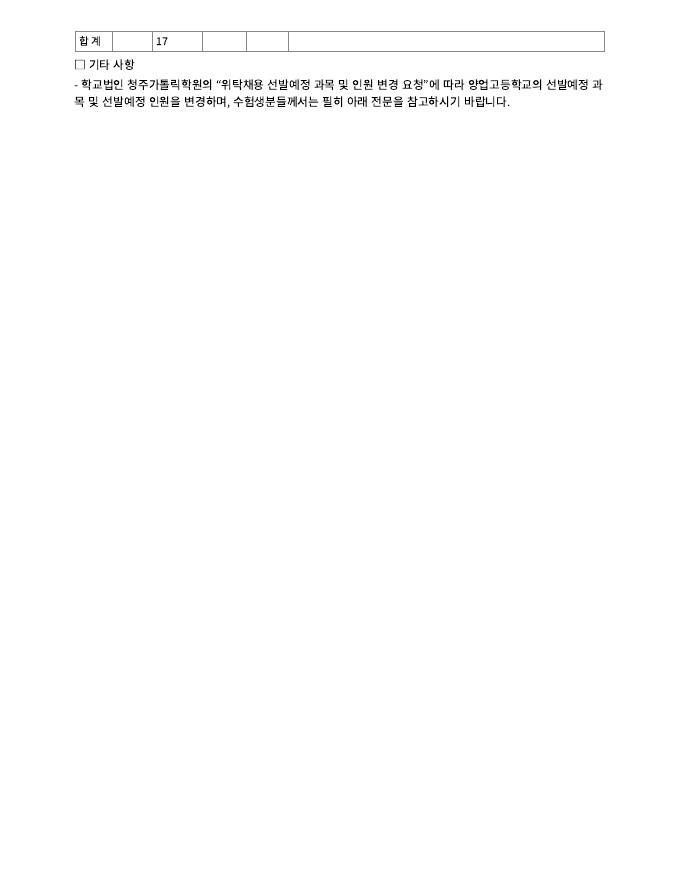 합 계 17
□ 기타 사항
- 학교법인 청주가톨릭학원의 “위탁채용 선발예정 과목 및 인원 변경 요청”에 따라 양업고등학교의 선발예정 과
목 및 선발예정 인원을 변경하며, 수험생분들께서는 필히 아래 전문을 참고하시기 바랍니다.